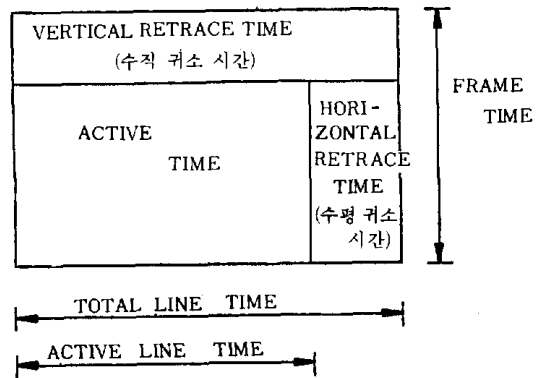 VERTICAL RETRACE TIME
(수직 귀소 시간)
FRAME
TIME
ACTIVE
TIME
HORI-
ZONTAL
RETRACE
TIME
(수평 귀소
시간)
TOTAL LINE TIME
ACTIVE LINE TIME